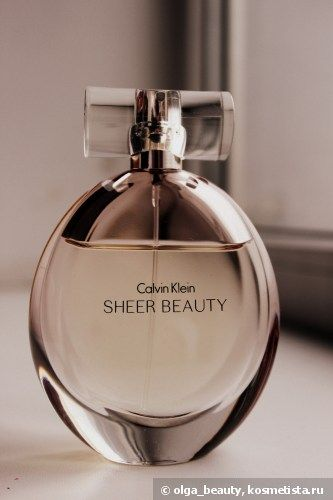 Calvin Klein
SHEER BEAUTY
© olga_beauty, kosmetista.ru